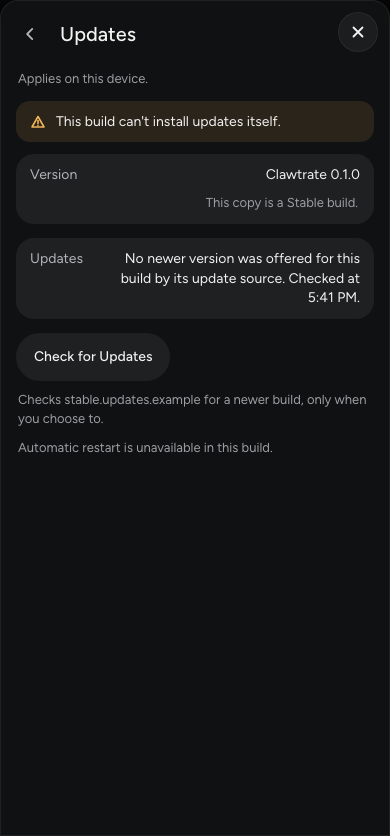 Updates
Applies on this device.
This build can't install updates itself.
Version
Clawtrate 0.1.0
This copy is a Stable build.
Updates
No newer version was offered for this
build by its update source. Checked at
5:41 PM.
Check for Updates
Checks stable.updates.example for a newer build, only when
you choose to.
Automatic restart is unavailable in this build.